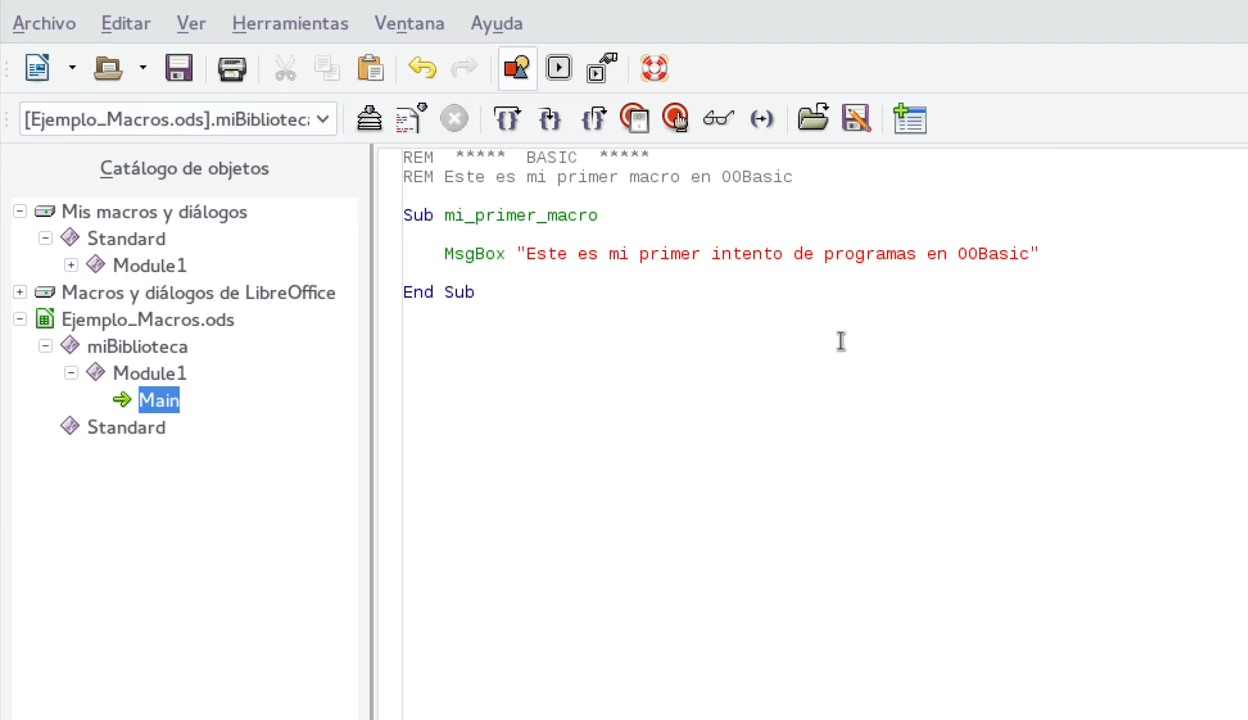 Archivo Editar Ver Herramientas Ventana Ayuda
[Ejemplo_Macros.ods].miBiblioteca
Catálogo de objetos
Mis macros y diálogos
Standard
Module1
Macros y diálogos de LibreOffice
Ejemplo_Macros.ods
miBiblioteca
Module1
Main
Standard
REM ***** BASIC *****
REM Este es mi primer macro en OOBasic
Sub mi_primer_macro
MsgBox "Este es mi primer intento de programas en OOBasic"
End Sub